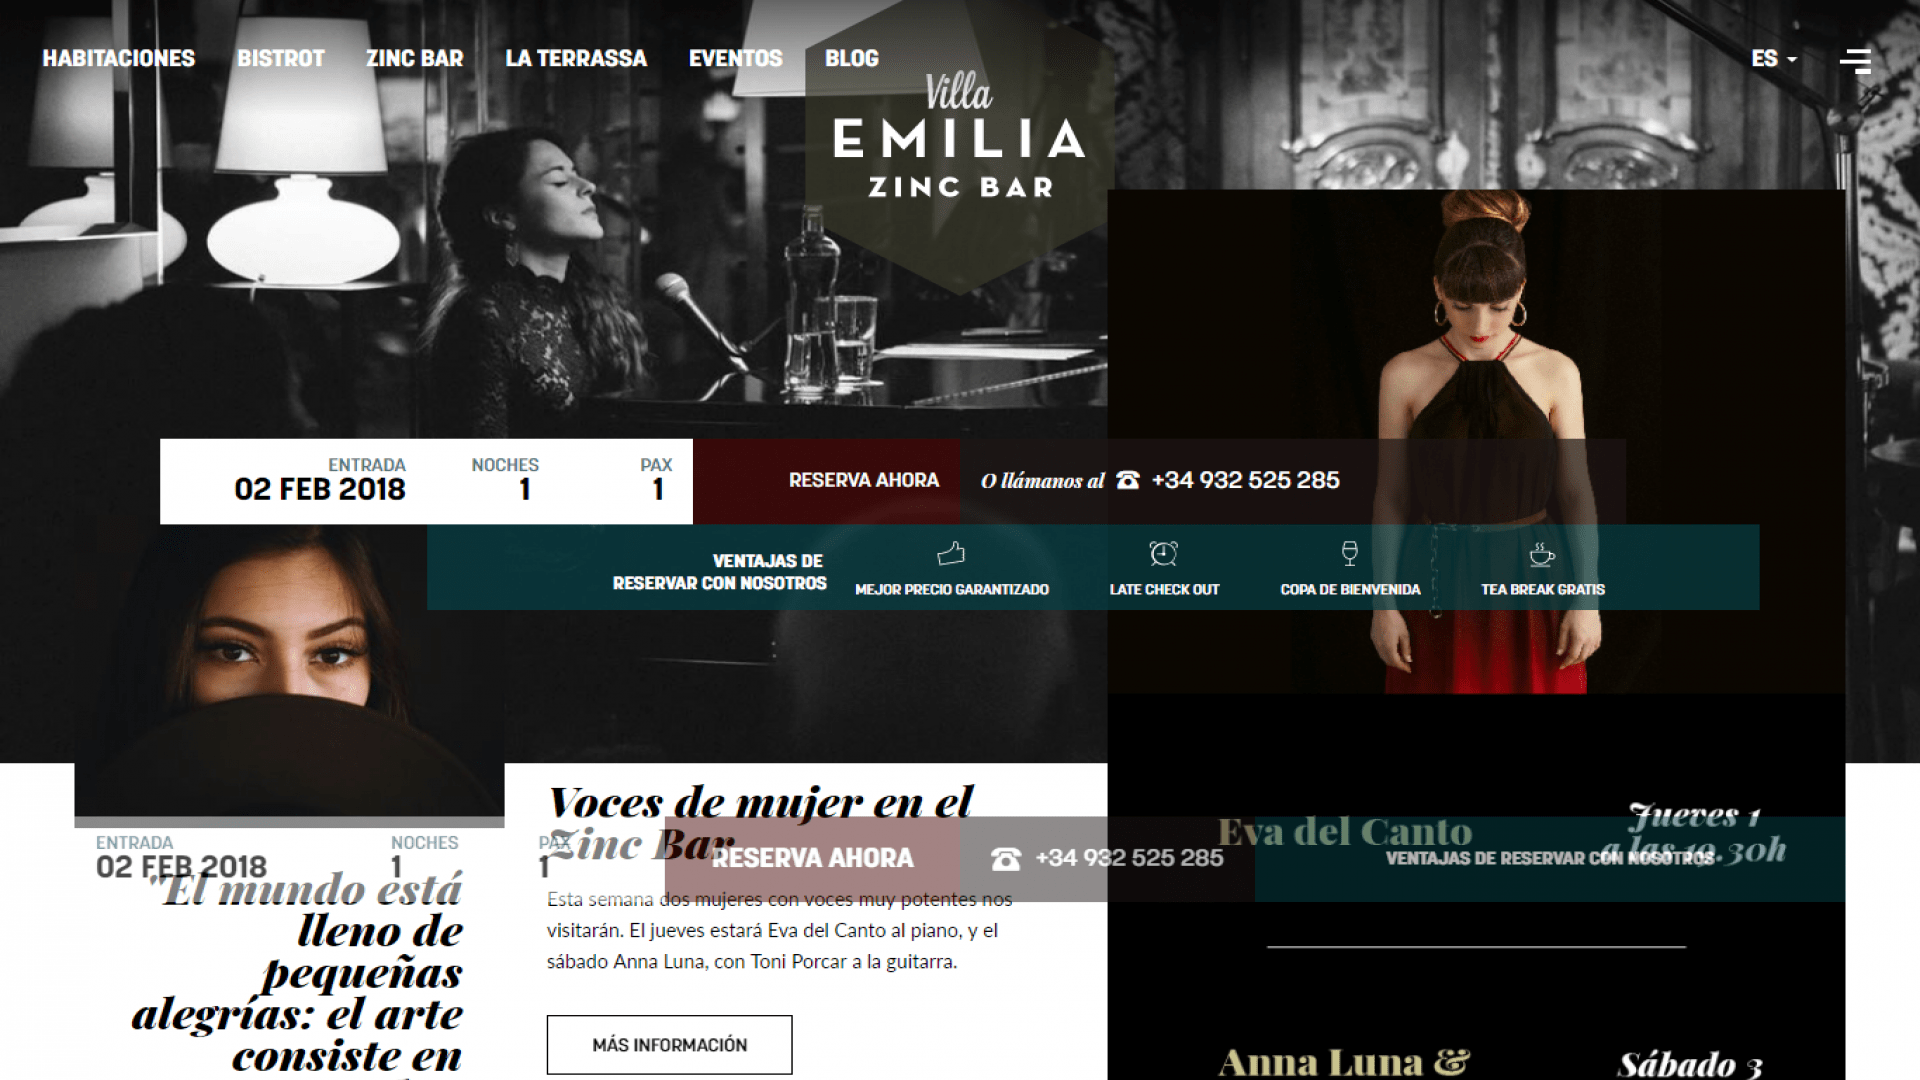 HABITACIONES BISTROT ZINC BAR LA TERRASSA EVENTOS BLOG
ES
Villa
EMILIA
ZINC BAR
ENTRADA NOCHES PAX
02 FEB 2018 1 1
RESERVA AHORA
O llámanos al +34 932 525 285
VENTAJAS DE
RESERVAR CON NOSOTROS
MEJOR PRECIO GARANTIZADO
LATE CHECK OUT
COPA DE BIENVENIDA
TEA BREAK GRATIS
ENTRADA NOCHES PAX
02 FEB 2018 1 1
RESERVA AHORA
+34 932 525 285
VENTAJAS DE RESERVAR CON NOSOTROS
"El mundo está
lleno de
pequeñas
alegrías: el arte
consiste en
Voces de mujer en el
Zinc Bar
Esta semana dos mujeres con voces muy potentes nos
visitarán. El jueves estará Eva del Canto al piano, y el
sábado Anna Luna, con Toni Porcar a la guitarra.
MÁS INFORMACIÓN
Eva del Canto
Jueves 1
a las 19.30h
Anna Luna &
Sábado 3